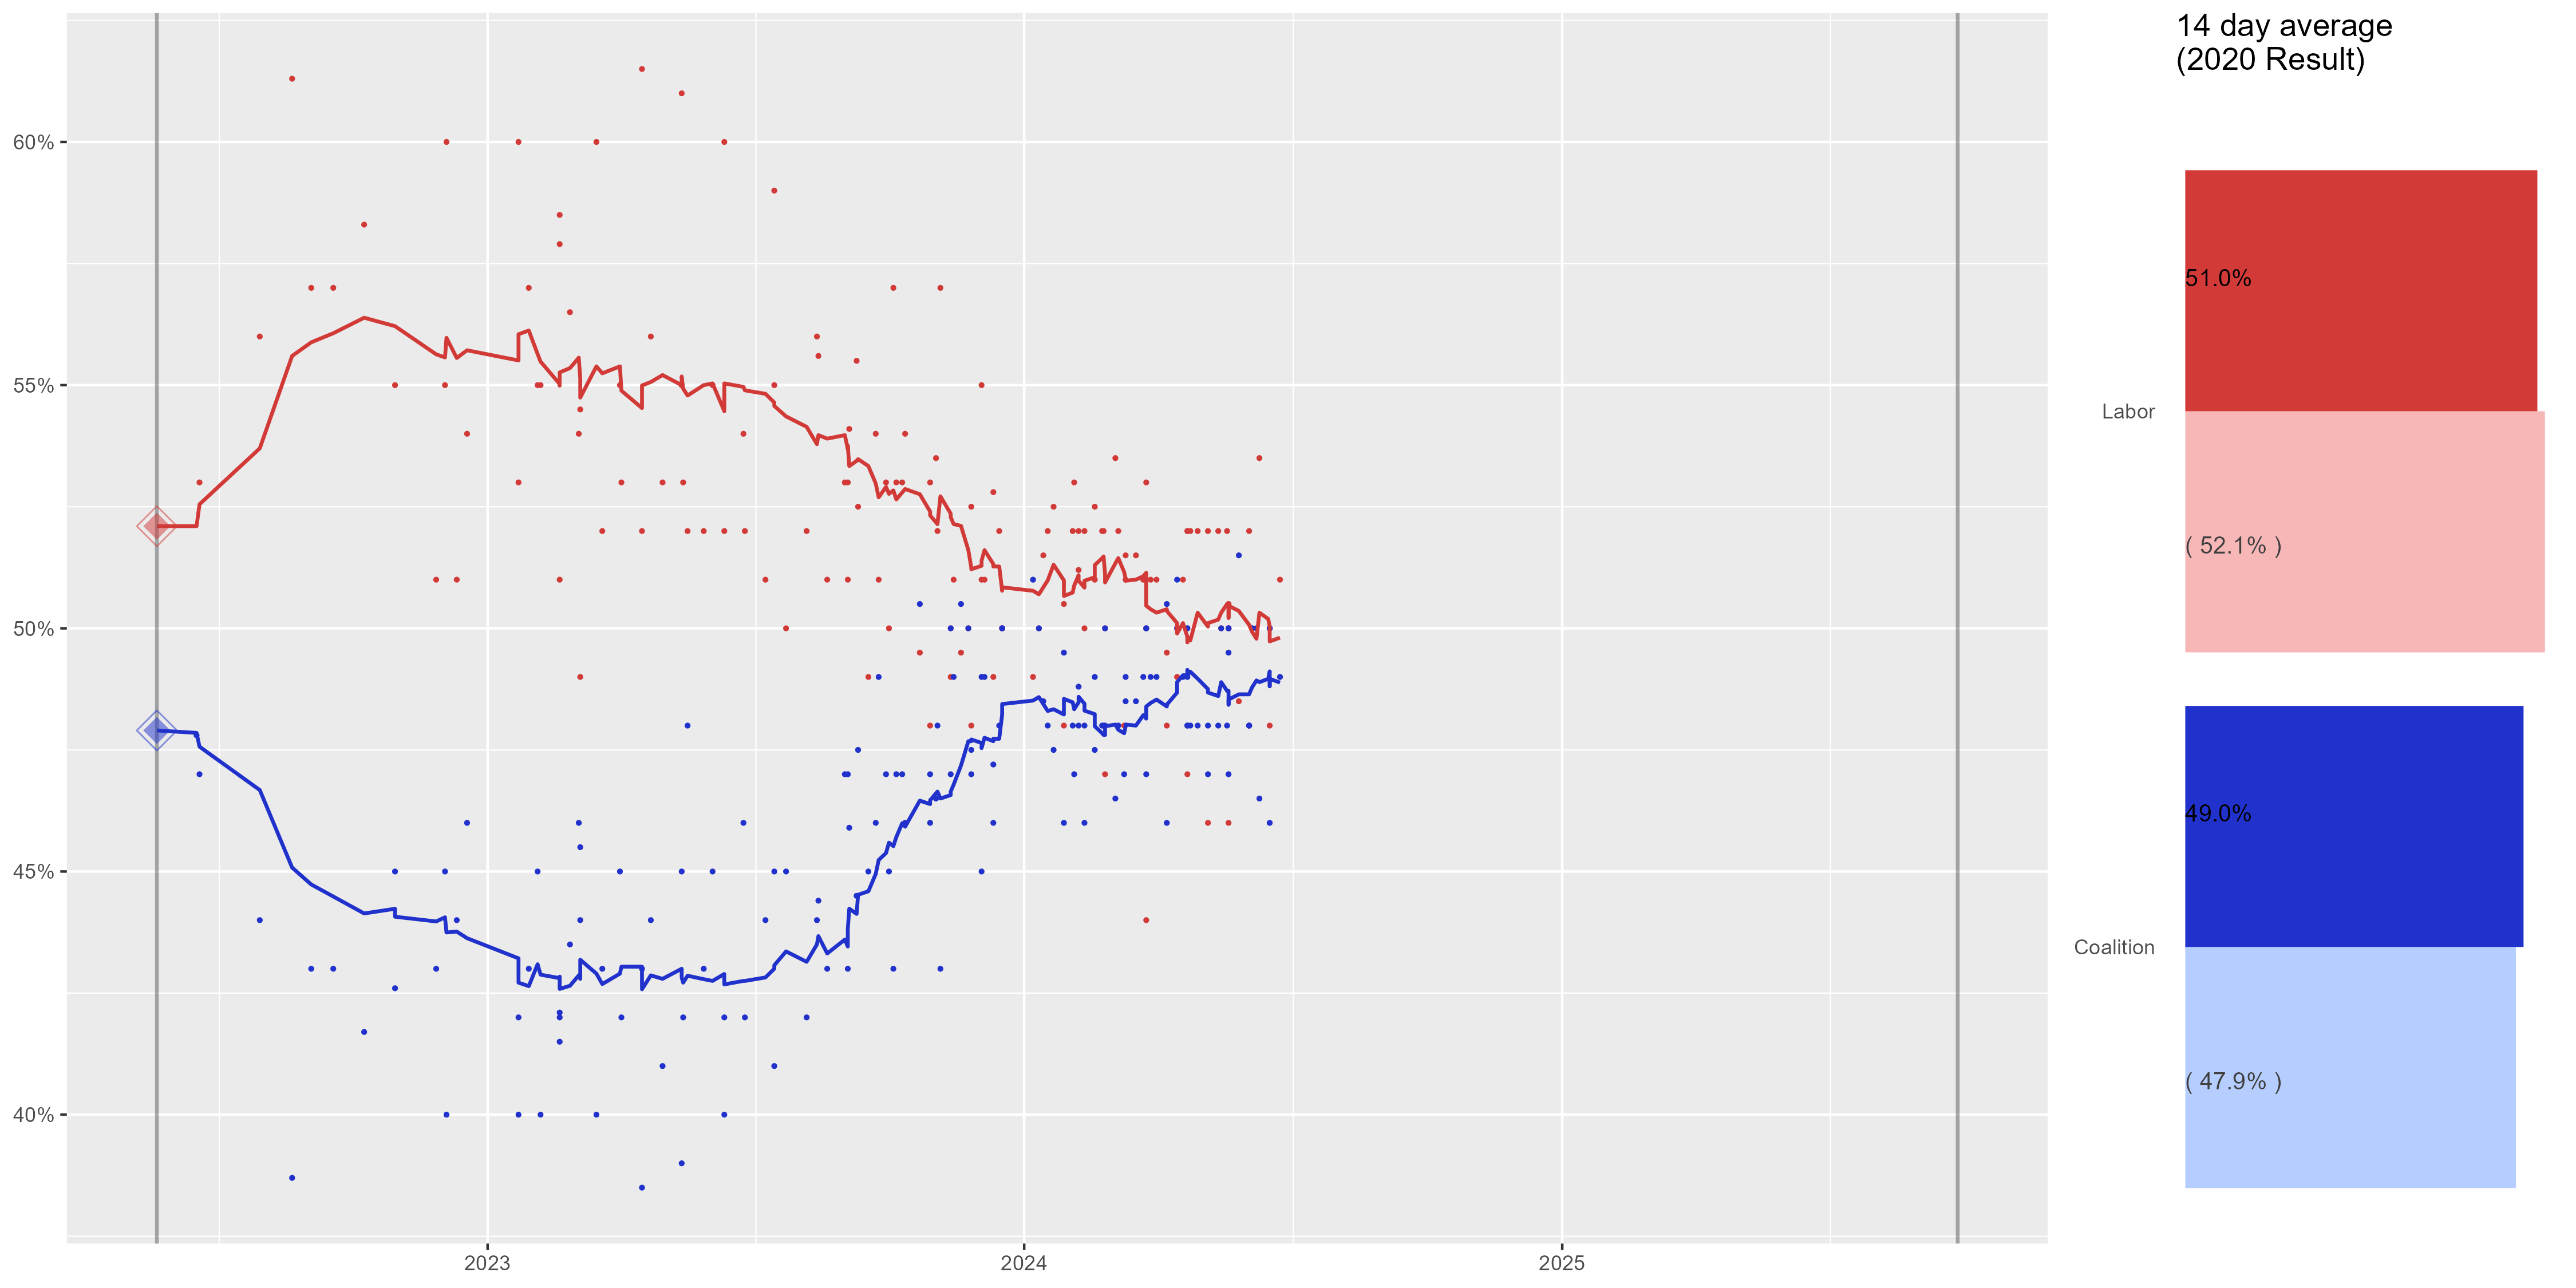 14 day average
(2020 Result)
60%
55%
50%
45%
40%
2023
2024
2025
Labor
51.0%
( 52.1% )
Coalition
49.0%
( 47.9% )